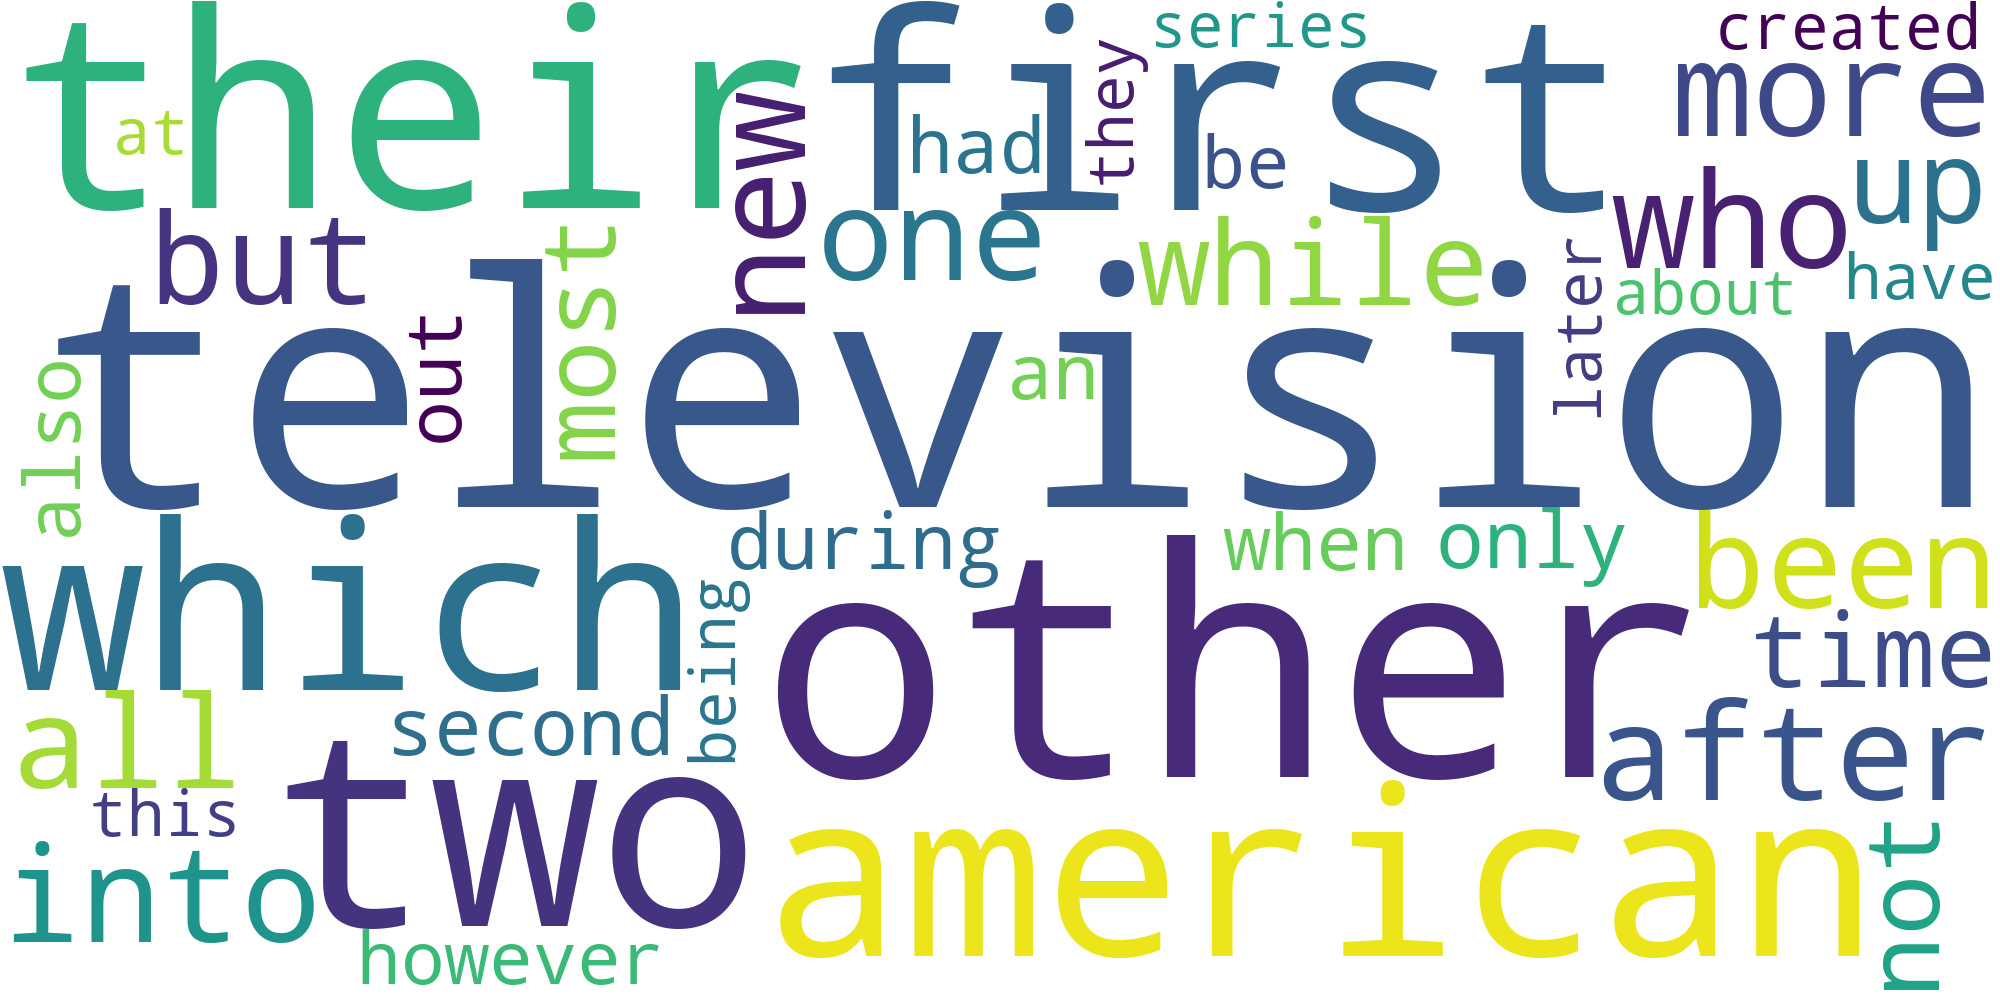 their
first
series
created
more
they
at
new
had
be
up
who
one
but
most
while
later
about
have
television
out
an
also
which
during
when
only
been
other
being
time
all
second
after
this
two
american
into
not
however